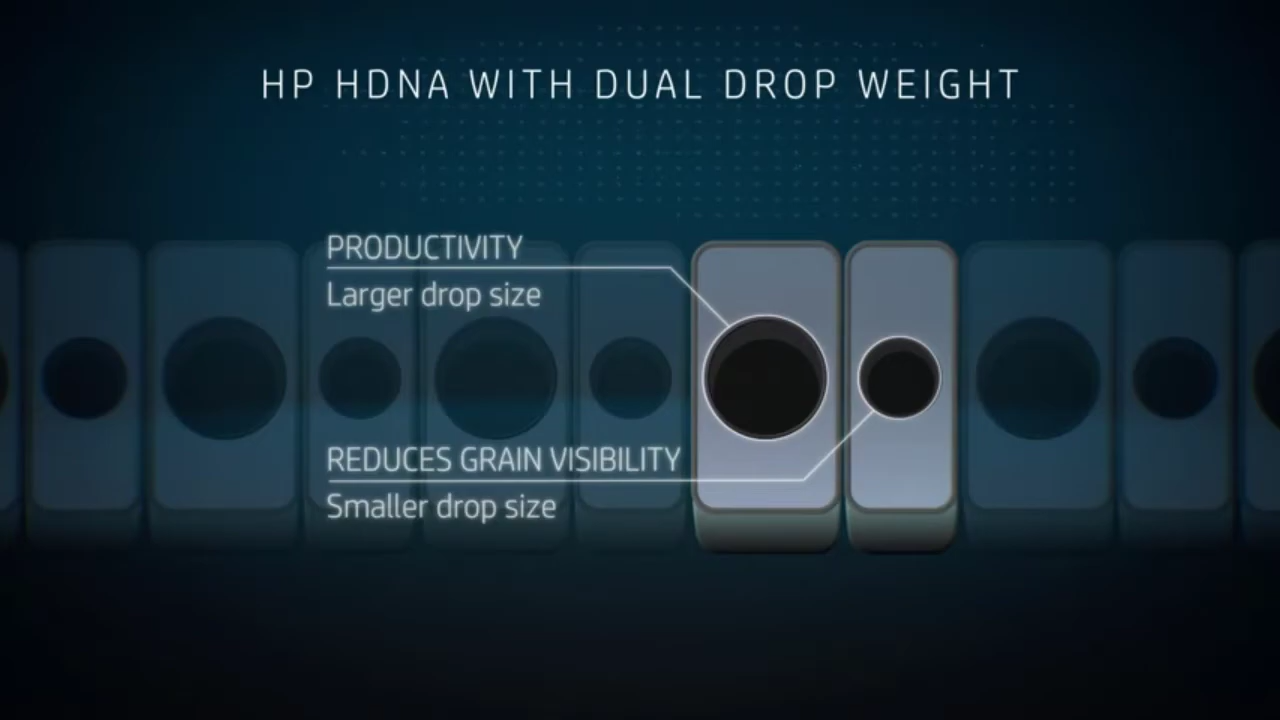 HP HDNA WITH DUAL DROP WEIGHT
PRODUCTIVITY
Larger drop size
REDUCES GRAIN VISIBILITY
Smaller drop size